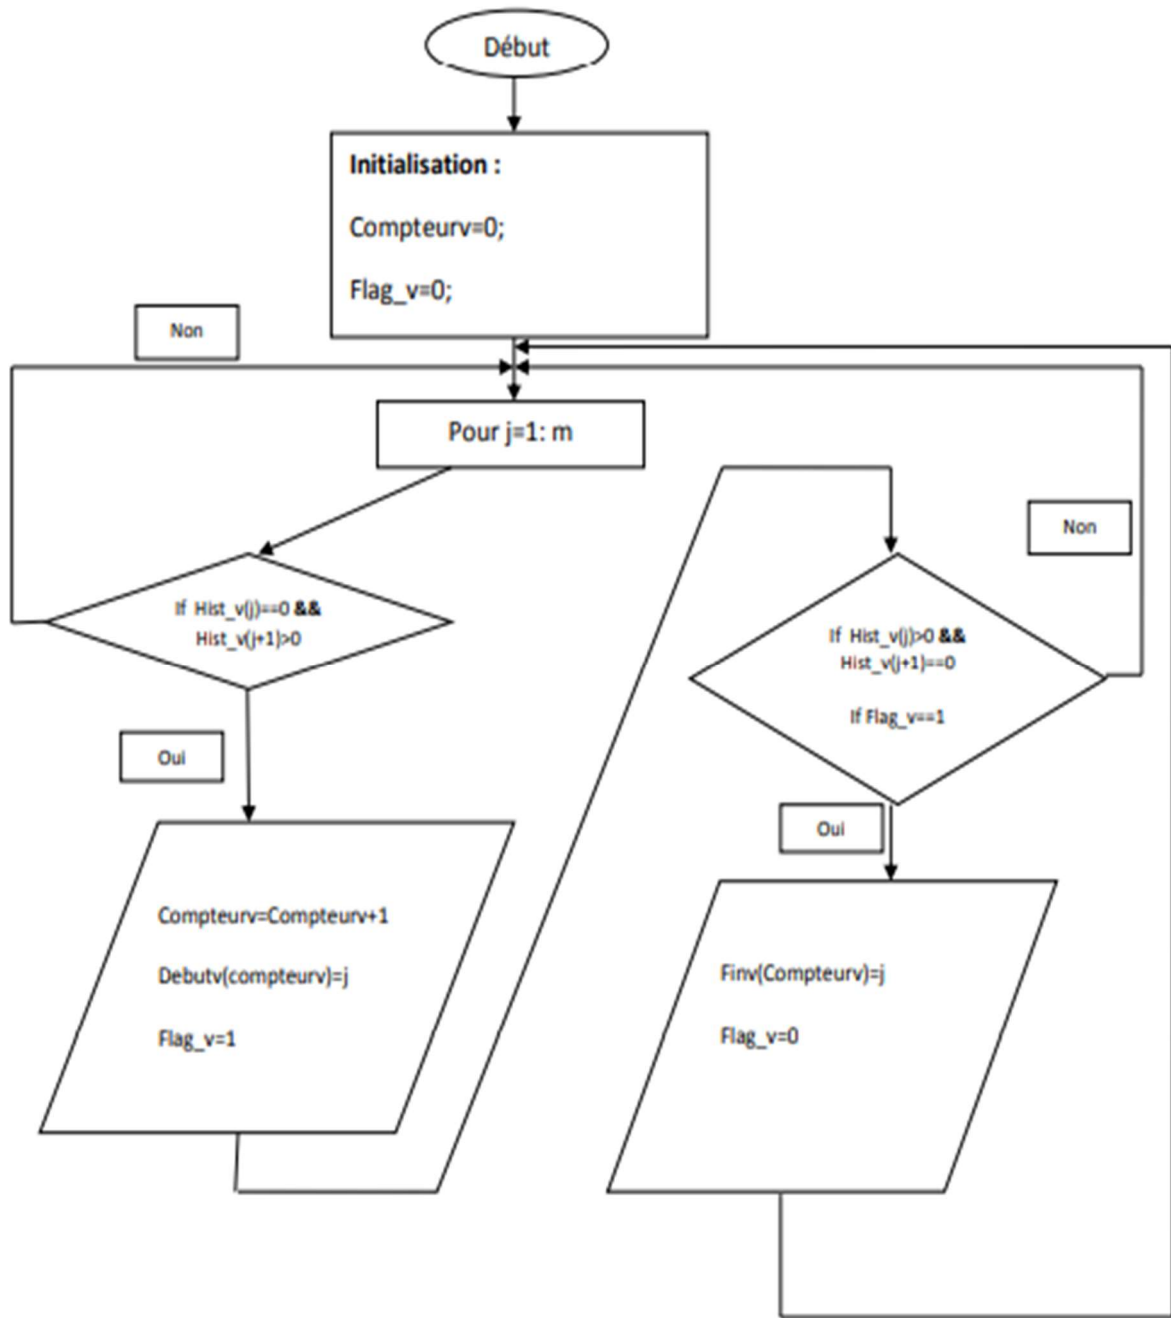 Début
Initialisation :
Compteurv=0;
Flag_v=0;
Non
Pour j=1: m
If Hist_v(j)==0 &&
Hist_v(j+1)>0
Oui
Compteurv=Compteurv+1
Debutv(compteurv)=j
Flag_v=1
Non
If Hist_v(j)>0 &&
Hist_v(j+1)==0
If Flag_v==1
Oui
Finv(Compteurv)=j
Flag_v=0